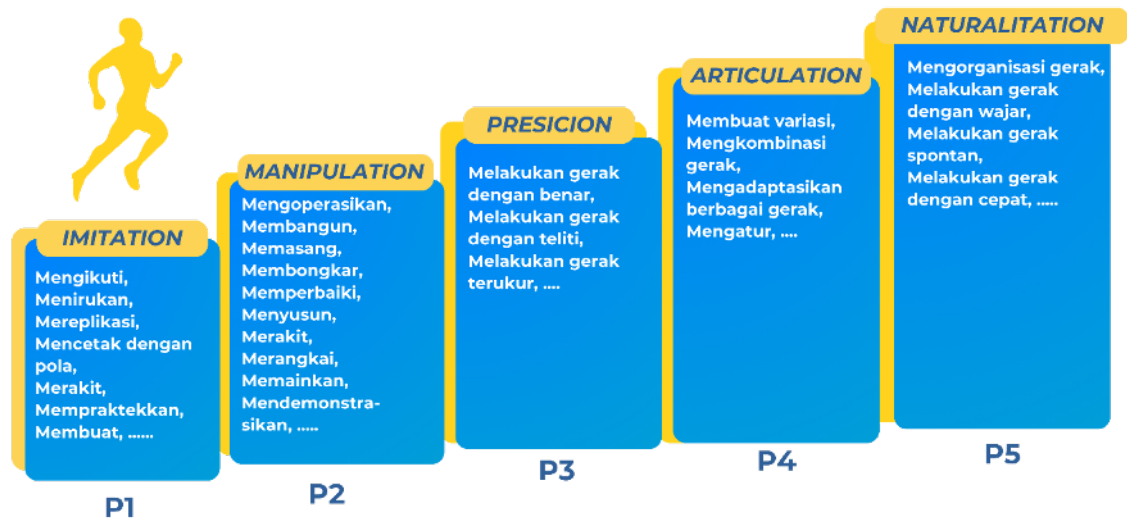 IMITATION
Mengikuti,
Menirukan,
Mereplikasi,
Mencetak dengan
pola,
Merakit,
Mempraktekkan,
Membuat, ......
P1
MANIPULATION
Mengoperasikan,
Membangun,
Memasang,
Membongkar,
Memperbaiki,
Menyusun,
Merakit,
Merangkai,
Memainkan,
Mendemonstra-
sikan, .....
P2
PRESICION
Melakukan gerak
dengan benar,
Melakukan gerak
dengan teliti,
Melakukan gerak
terukur, ....
P3
ARTICULATION
Membuat variasi,
Mengkombinasi
gerak,
Mengadaptasikan
berbagai gerak,
Mengatur, ....
P4
NATURALITATION
Mengorganisasi gerak,
Melakukan gerak
dengan wajar,
Melakukan gerak
spontan,
Melakukan gerak
dengan cepat, .....
P5